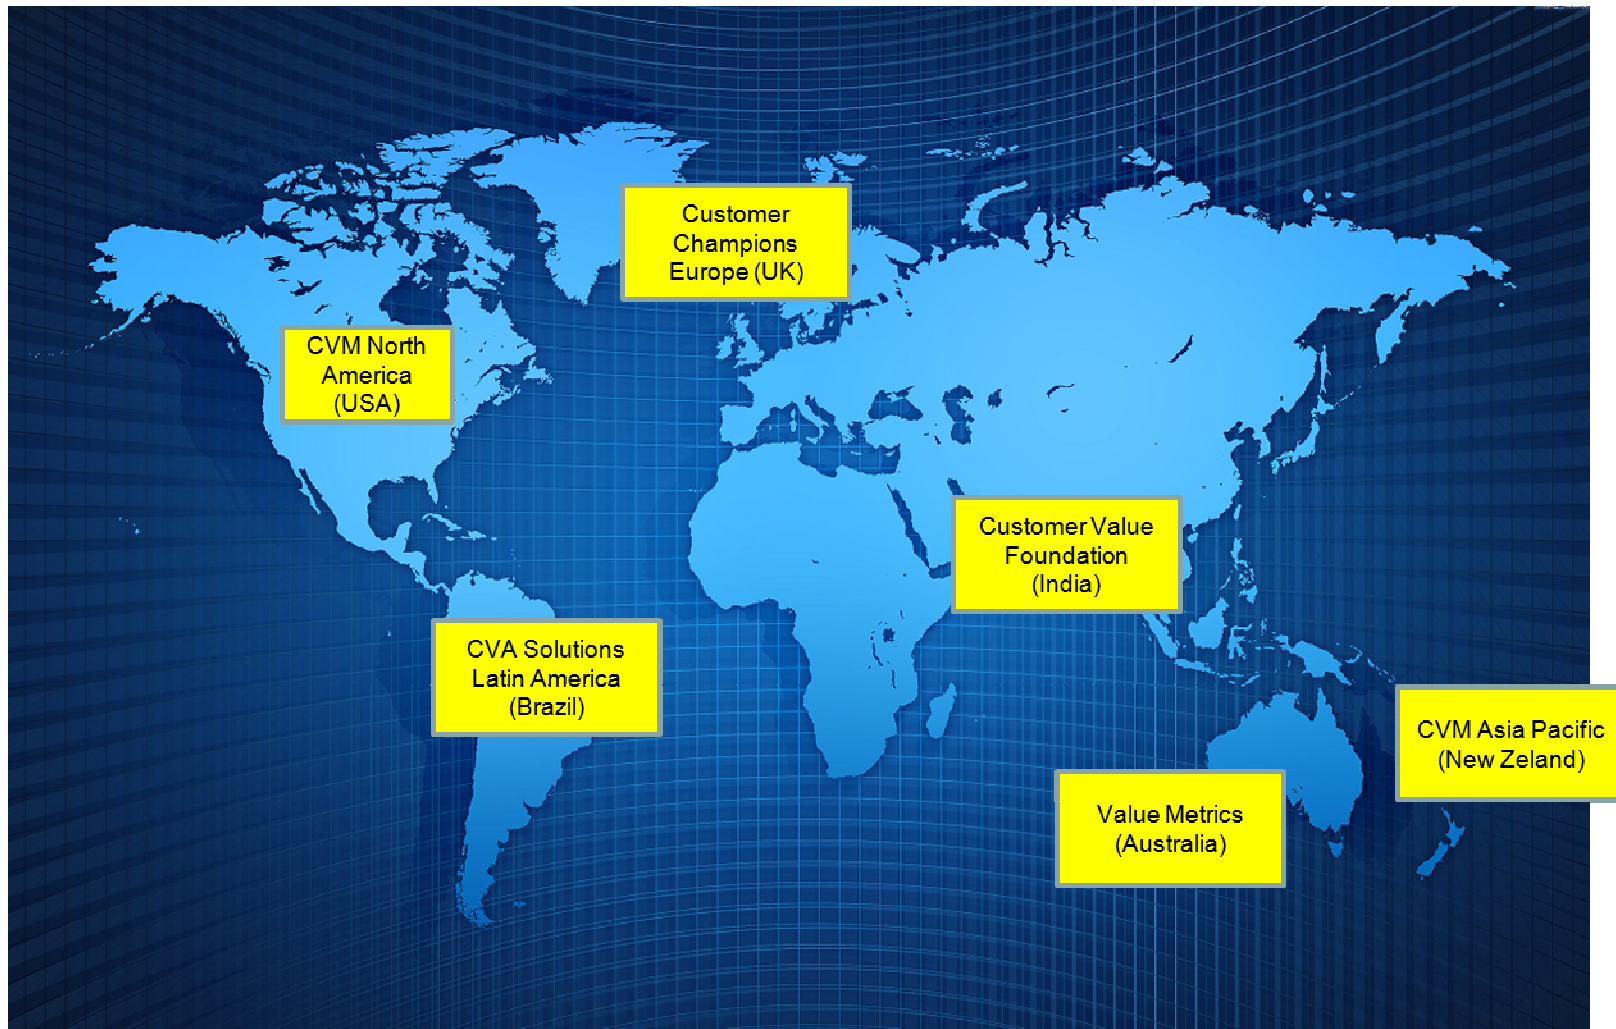 Customer
Champions
Europe (UK)
CVM North
America
(USA)
Customer Value
Foundation
(India)
CVA Solutions
Latin America
(Brazil)
CVM Asia Pacific
(New Zeland)
Value Metrics
(Australia)